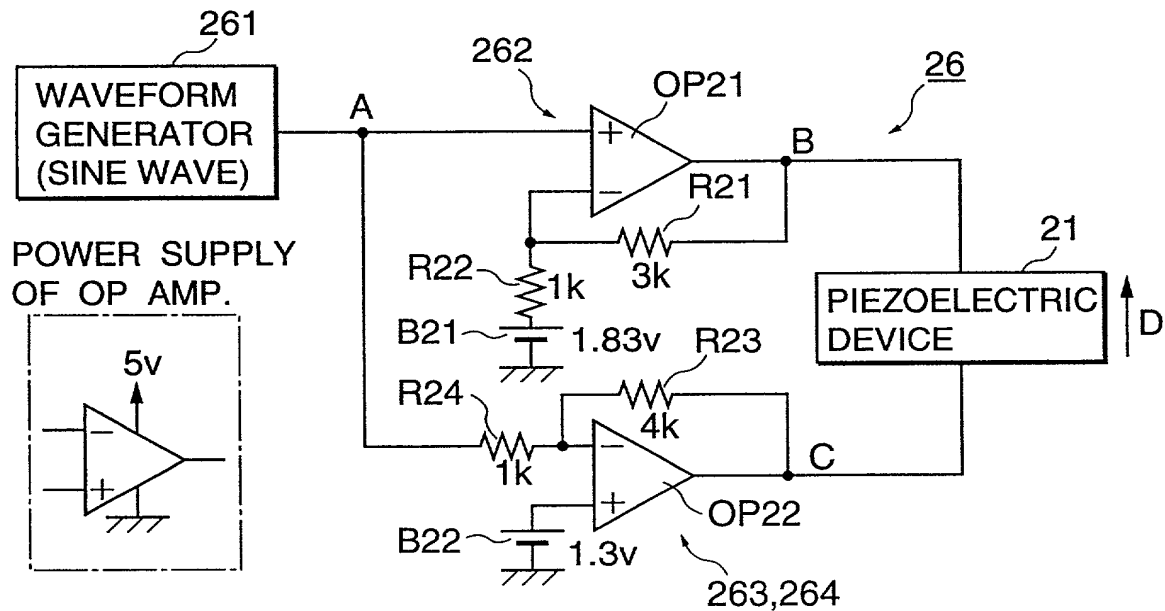 261
262
26
WAVEFORM
GENERATOR
(SINE WAVE)
A
OP21
+
−
B
R21
3k
R22
1k
B21
1.83v
21
PIEZOELECTRIC
DEVICE
D
POWER SUPPLY
OF OP AMP.
5v
−
+
R23
4k
R24
1k
−
+
C
OP22
B22
1.3v
263,264